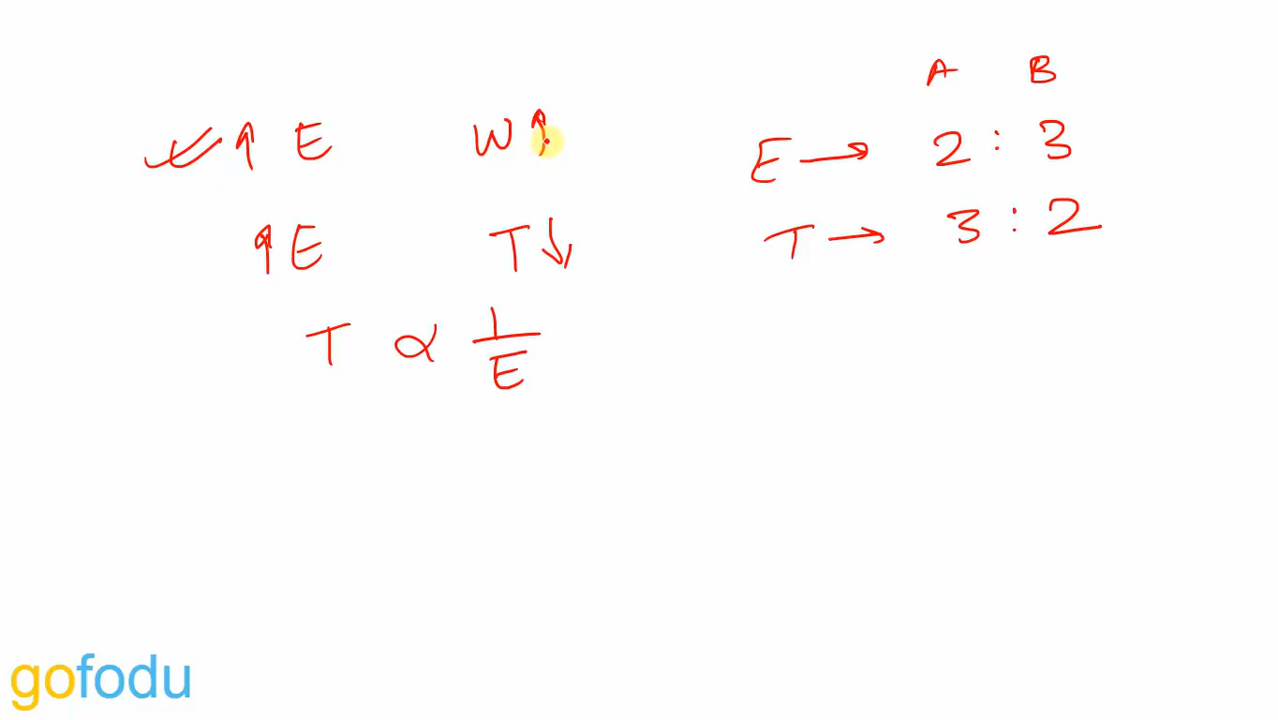 ↑ E W↑
↑ E T↓
T ∝ 1/E
A B
E → 2 : 3
T → 3 : 2
gofodu